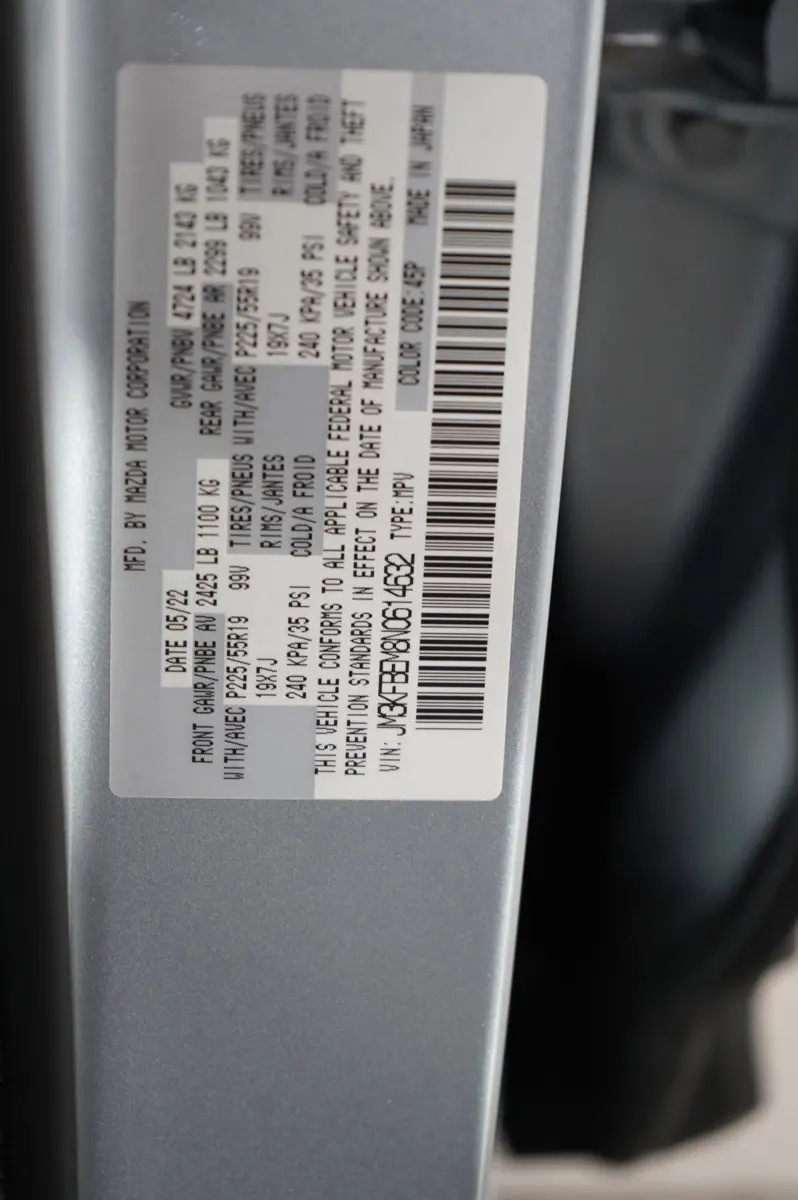 MFD. BY MAZDA MOTOR CORPORATION
DATE 05/22 GVWR/PNBV 4724 LB 2143 KG
FRONT GAWR/PNBE AV 2425 LB 1100 KG REAR GAWR/PNBE AR 2299 LB 1043 KG
WITH/AVEC P225/55R19 99V TIRES/PNEUS WITH/AVEC P225/55R19 99V TIRES/PNEUS
19X7J RIMS/JANTES 19X7J RIMS/JANTES
240 KPA/35 PSI COLD/A FROID 240 KPA/35 PSI COLD/A FROID
THIS VEHICLE CONFORMS TO ALL APPLICABLE FEDERAL MOTOR VEHICLE SAFETY AND THEFT
PREVENTION STANDARDS IN EFFECT ON THE DATE OF MANUFACTURE SHOWN ABOVE.
VIN: JM3KFBEM8N0614632 TYPE:MPV COLOR CODE:45P MADE IN JAPAN